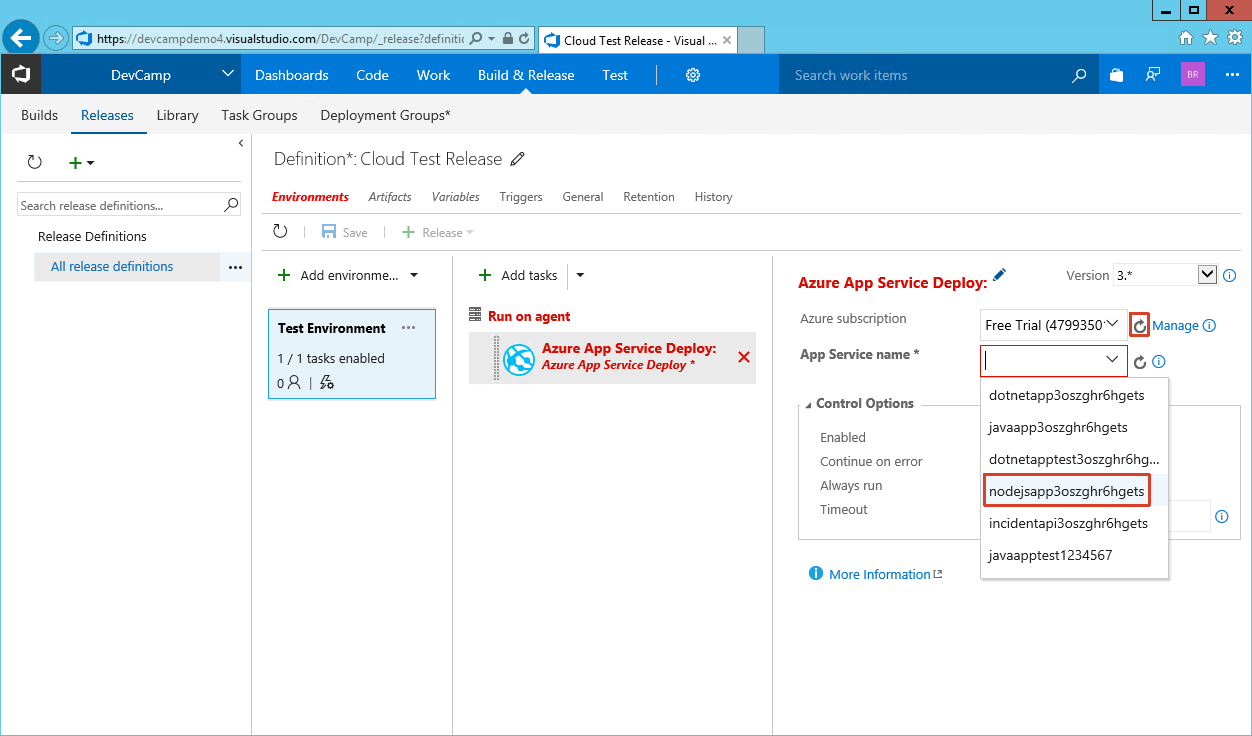 https://devcampdemo4.visualstudio.com/DevCamp/_release?definitic
Cloud Test Release - Visual ...
DevCamp
Dashboards
Code
Work
Build & Release
Test
Search work items
BR
Builds
Releases
Library
Task Groups
Deployment Groups*
Search release definitions...
Release Definitions
All release definitions
Definition*: Cloud Test Release
Environments
Artifacts
Variables
Triggers
General
Retention
History
Save
Release
Add environme...
Test Environment
1 / 1 tasks enabled
0
Add tasks
Run on agent
Azure App Service Deploy:
Azure App Service Deploy *
Azure App Service Deploy:
Version 3.*
Azure subscription
Free Trial (4799350
Manage
App Service name *
dotnetapp3oszghr6hgets
javaapp3oszghr6hgets
dotnetapptest3oszghr6hg...
nodejsapp3oszghr6hgets
incidentapi3oszghr6hgets
javaapptest1234567
Control Options
Enabled
Continue on error
Always run
Timeout
More Information